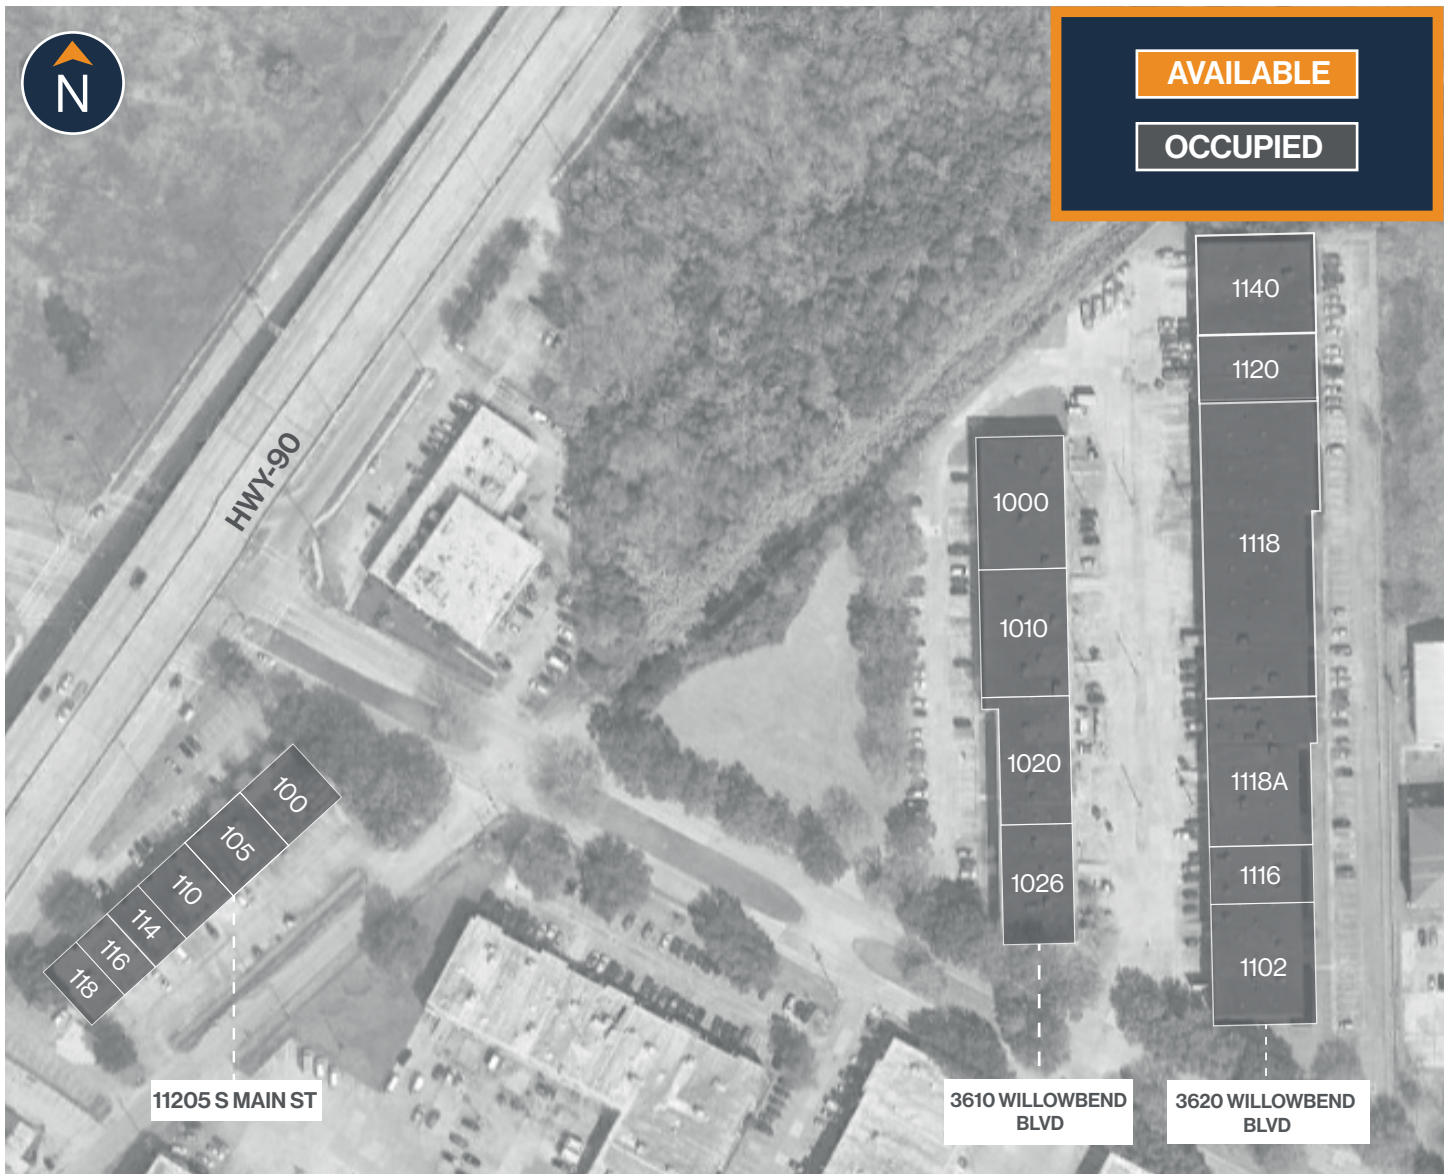 N
AVAILABLE
OCCUPIED
HWY-90
1140
1120
1118
1118A
1116
1102
1000
1010
1020
1026
100
105
110
114
116
118
11205 S MAIN ST
3610 WILLOWBEND
BLVD
3620 WILLOWBEND
BLVD